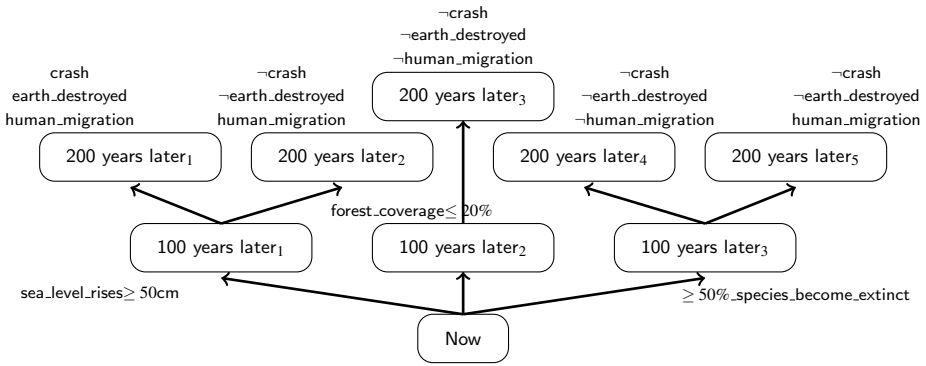 ¬crash
¬earth_destroyed
¬human_migration
200 years later₃
crash
earth_destroyed
human_migration
200 years later₁
¬crash
¬earth_destroyed
human_migration
200 years later₂
¬crash
¬earth_destroyed
¬human_migration
200 years later₄
¬crash
¬earth_destroyed
human_migration
200 years later₅
forest_coverage≤ 20%
100 years later₁
100 years later₂
100 years later₃
sea_level_rises≥ 50cm
≥ 50%_species_become_extinct
Now